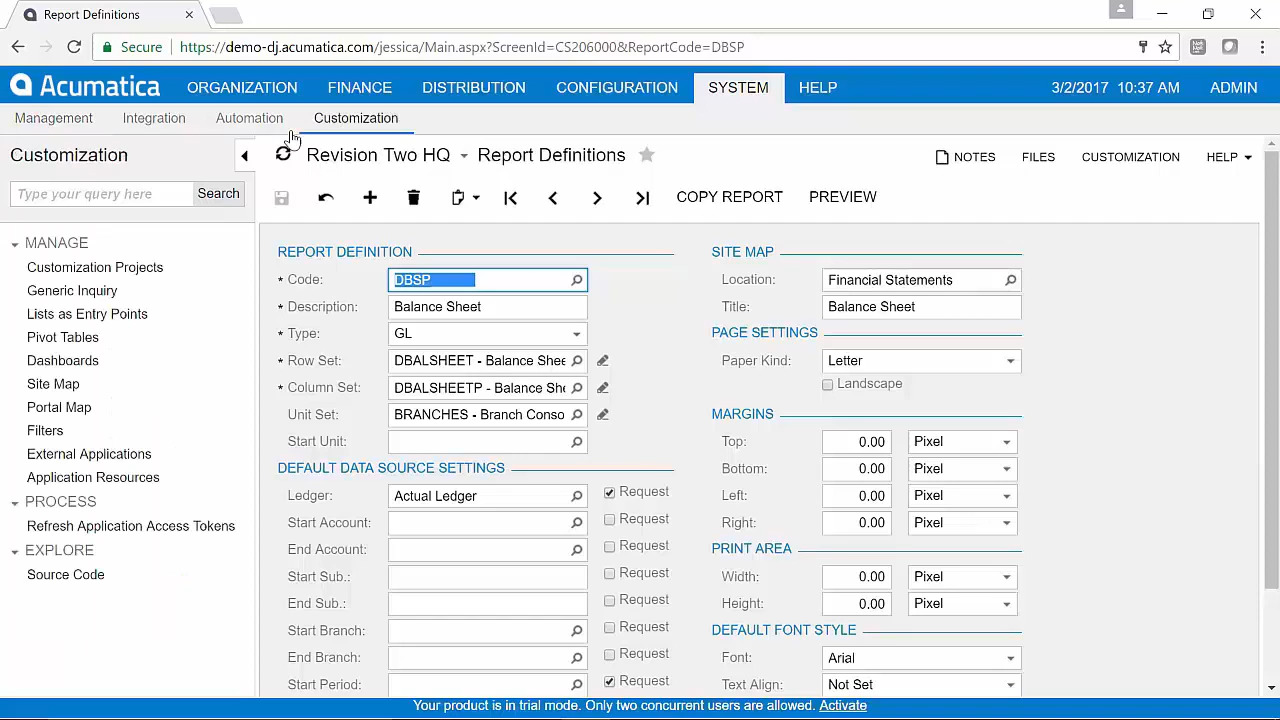 Report Definitions
Secure https://demo-dj.acumatica.com/jessica/Main.aspx?ScreenId=CS206000&ReportCode=DBSP
Acumatica ORGANIZATION FINANCE DISTRIBUTION CONFIGURATION SYSTEM HELP 3/2/2017 10:37 AM ADMIN
Management Integration Automation Customization
Customization
Revision Two HQ Report Definitions NOTES FILES CUSTOMIZATION HELP
Type your query here Search
COPY REPORT PREVIEW
MANAGE
Customization Projects
Generic Inquiry
Lists as Entry Points
Pivot Tables
Dashboards
Site Map
Portal Map
Filters
External Applications
Application Resources
PROCESS
Refresh Application Access Tokens
EXPLORE
Source Code
REPORT DEFINITION
* Code: DBSP
* Description: Balance Sheet
* Type: GL
* Row Set: DBALSHEET - Balance Shee
* Column Set: DBALSHEETP - Balance She
Unit Set: BRANCHES - Branch Conso
Start Unit:
DEFAULT DATA SOURCE SETTINGS
Ledger: Actual Ledger Request
Start Account: Request
End Account: Request
Start Sub.: Request
End Sub.: Request
Start Branch: Request
End Branch: Request
Start Period: Request
SITE MAP
Location: Financial Statements
Title: Balance Sheet
PAGE SETTINGS
Paper Kind: Letter
Landscape
MARGINS
Top: 0.00 Pixel
Bottom: 0.00 Pixel
Left: 0.00 Pixel
Right: 0.00 Pixel
PRINT AREA
Width: 0.00 Pixel
Height: 0.00 Pixel
DEFAULT FONT STYLE
Font: Arial
Text Align: Not Set
Your product is in trial mode. Only two concurrent users are allowed. Activate